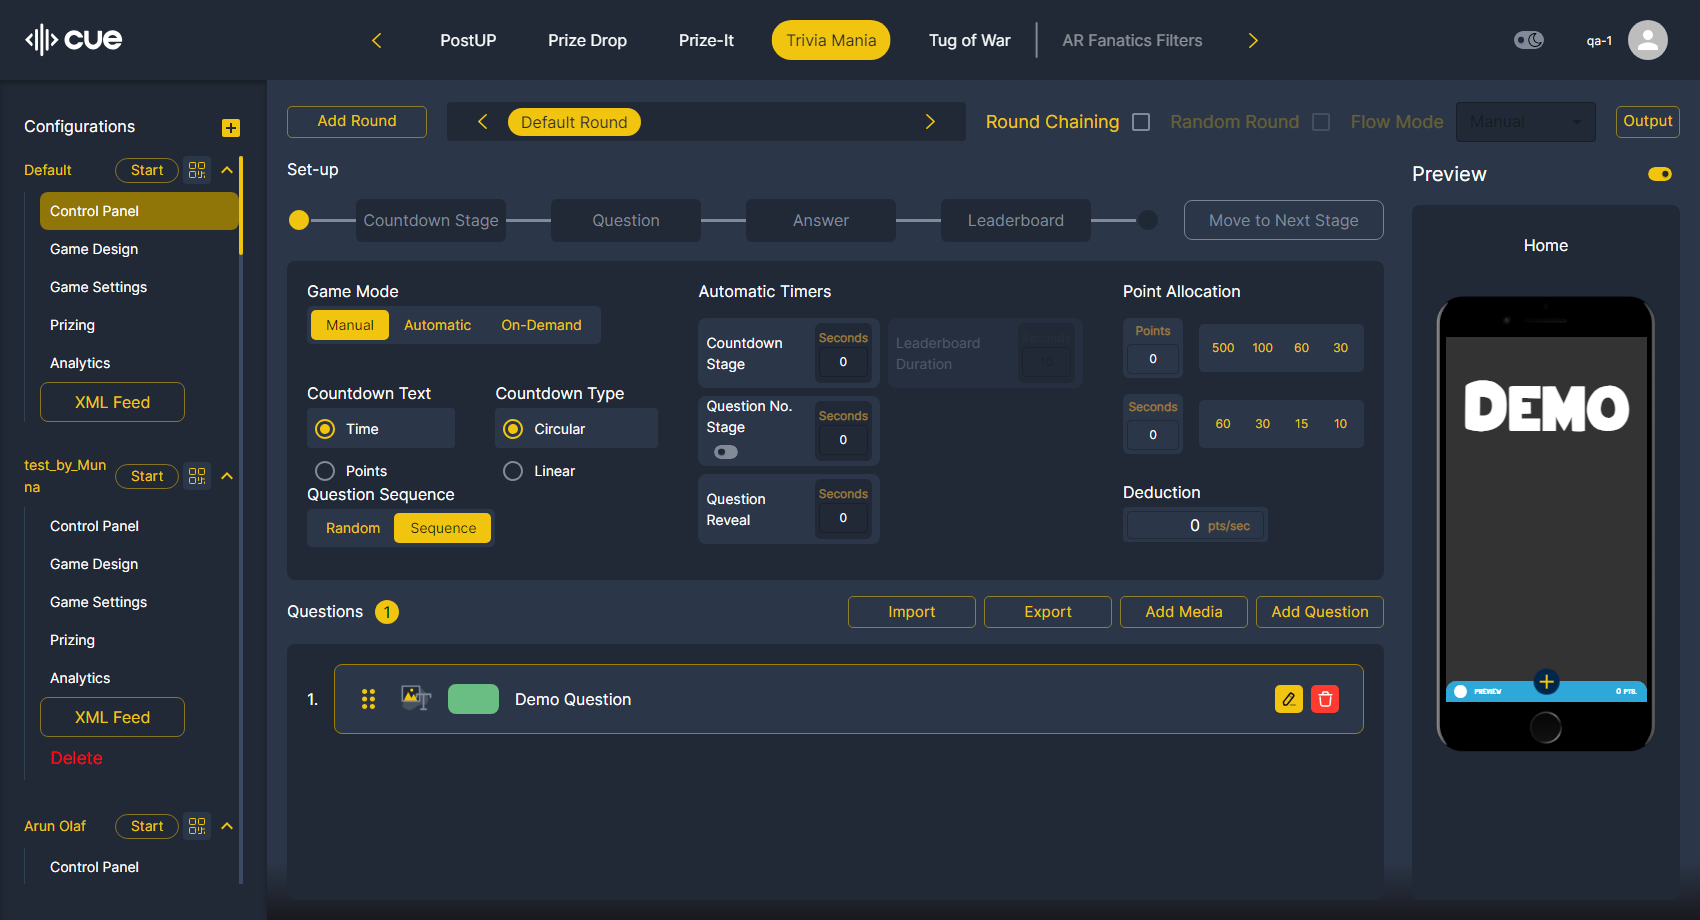 cue
PostUP
Prize Drop
Prize-It
Trivia Mania
Tug of War
AR Fanatics Filters
qa-1
Configurations
Default
Start
Control Panel
Game Design
Game Settings
Prizing
Analytics
XML Feed
test_by_Mun
na
Start
Control Panel
Game Design
Game Settings
Prizing
Analytics
XML Feed
Delete
Arun Olaf
Start
Control Panel
Add Round
Default Round
Round Chaining
Random Round
Flow Mode
Manual
Output
Set-up
Countdown Stage
Question
Answer
Leaderboard
Move to Next Stage
Game Mode
Manual
Automatic
On-Demand
Countdown Text
Time
Points
Countdown Type
Circular
Linear
Question Sequence
Random
Sequence
Automatic Timers
Countdown
Stage
Seconds
0
Leaderboard
Duration
Seconds
10
Question No.
Stage
Seconds
0
Question
Reveal
Seconds
0
Point Allocation
Points
0
500 100 60 30
Seconds
0
60 30 15 10
Deduction
0 pts/sec
Questions 1
Import
Export
Add Media
Add Question
1.
T
Demo Question
Preview
Home
DEMO
PREVIEW
0 PTS.